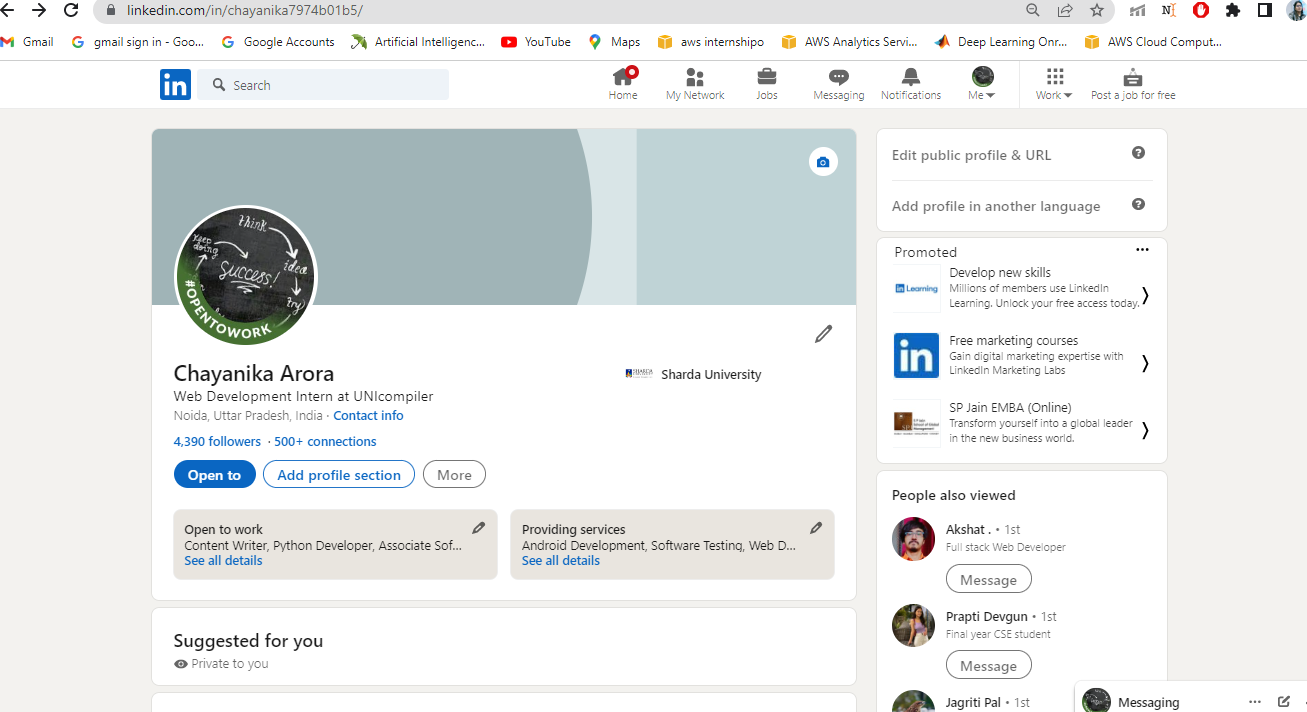 linkedin.com/in/chayanika7974b01b5/
Gmail
gmail sign in - Goo...
Google Accounts
Artificial Intelligenc...
YouTube
Maps
aws internshipo
AWS Analytics Servi...
Deep Learning Onr...
AWS Cloud Comput...
in
Search
Home
My Network
Jobs
Messaging
Notifications
Me
Work
Post a job for free
think
keep doing
success!
idea
try
#OPENTOWORK
Chayanika Arora
Web Development Intern at UNIcompiler
Noida, Uttar Pradesh, India · Contact info
4,390 followers · 500+ connections
Open to
Add profile section
More
SHARDA
Sharda University
Open to work
Content Writer, Python Developer, Associate Sof...
See all details
Providing services
Android Development, Software Testing, Web D...
See all details
Suggested for you
Private to you
Edit public profile & URL
Add profile in another language
Promoted
in Learning
Develop new skills
Millions of members use LinkedIn
Learning. Unlock your free access today.
in
Free marketing courses
Gain digital marketing expertise with
LinkedIn Marketing Labs
SP Jain EMBA (Online)
Transform yourself into a global leader
in the new business world.
People also viewed
Akshat . • 1st
Full stack Web Developer
Message
Prapti Devgun • 1st
Final year CSE student
Message
Jagriti Pal • 1st
Messaging